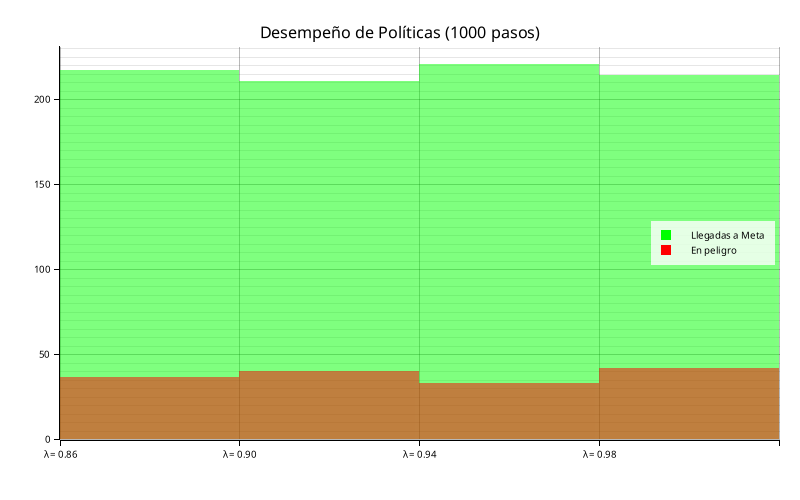 Desempeño de Políticas (1000 pasos)
200
150
100
50
0
Llegadas a Meta
En peligro
λ= 0.86
λ= 0.90
λ= 0.94
λ= 0.98